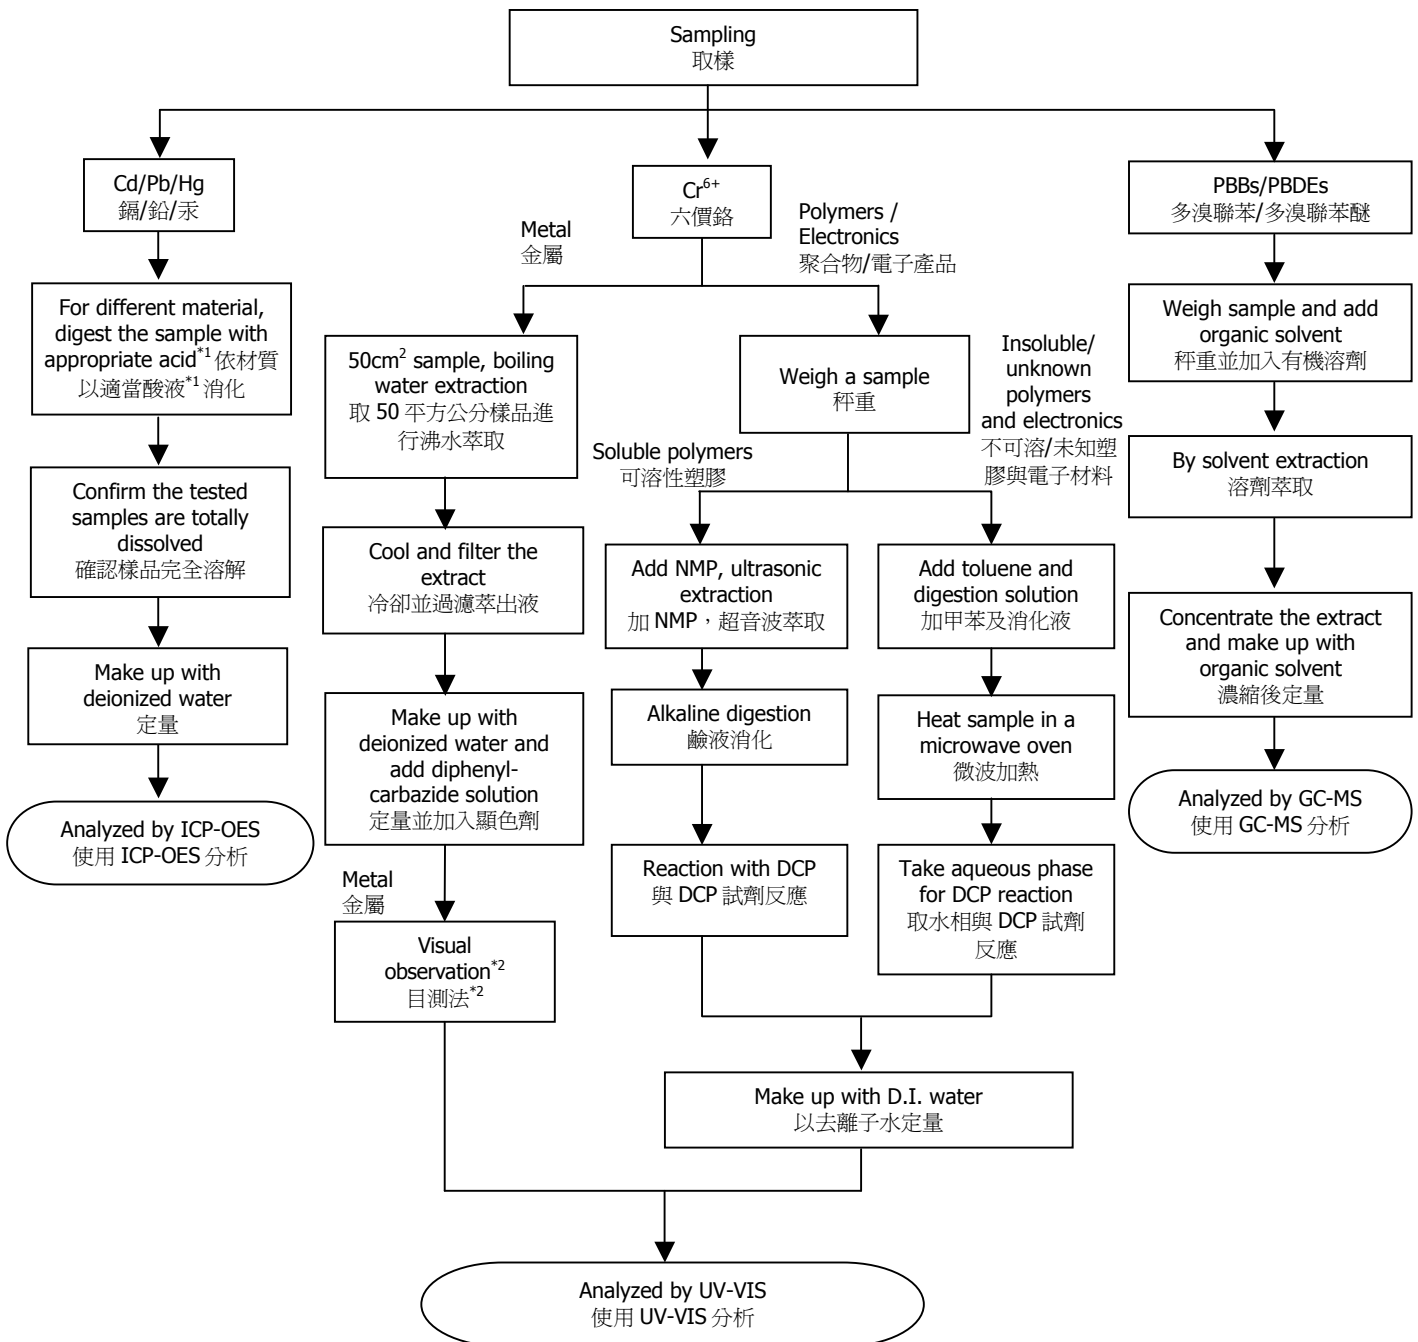 Sampling
取樣
Cd/Pb/Hg
鎘/鉛/汞
For different material,
digest the sample with
appropriate acid*1 依材質
以適當酸液*1 消化
Confirm the tested
samples are totally
dissolved
確認樣品完全溶解
Make up with
deionized water
定量
Analyzed by ICP-OES
使用 ICP-OES 分析
Cr6+
六價鉻
Metal
金屬
50cm2 sample, boiling
water extraction
取 50 平方公分樣品進
行沸水萃取
Cool and filter the
extract
冷卻並過濾萃出液
Make up with
deionized water and
add diphenyl-
carbazide solution
定量並加入顯色劑
Metal
金屬
Visual
observation*2
目測法*2
Polymers /
Electronics
聚合物/電子產品
Weigh a sample
秤重
Soluble polymers
可溶性塑膠
Add NMP, ultrasonic
extraction
加 NMP，超音波萃取
Alkaline digestion
鹼液消化
Reaction with DCP
與 DCP 試劑反應
Insoluble/
unknown
polymers
and electronics
不可溶/未知塑
膠與電子材料
Add toluene and
digestion solution
加甲苯及消化液
Heat sample in a
microwave oven
微波加熱
Take aqueous phase
for DCP reaction
取水相與 DCP 試劑
反應
Make up with D.I. water
以去離子水定量
Analyzed by UV-VIS
使用 UV-VIS 分析
PBBs/PBDEs
多溴聯苯/多溴聯苯醚
Weigh sample and add
organic solvent
秤重並加入有機溶劑
By solvent extraction
溶劑萃取
Concentrate the extract
and make up with
organic solvent
濃縮後定量
Analyzed by GC-MS
使用 GC-MS 分析